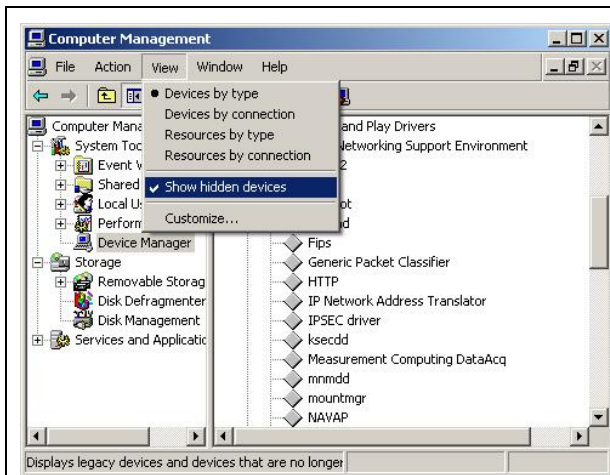 Computer Management
File Action View Window Help
Devices by type
Devices by connection
Resources by type
Resources by connection
Show hidden devices
Customize...
Computer Mana
System Too
Event V
Shared
Local U
Perform
Device Manager
Storage
Removable Storag
Disk Defragmenter
Disk Management
Services and Applicatic
and Play Drivers
Networking Support Environment
2
ot
d
Fips
Generic Packet Classifier
HTTP
IP Network Address Translator
IPSEC driver
ksecdd
Measurement Computing DataAcq
mnmdd
mountmgr
NAVAP
Displays legacy devices and devices that are no longer